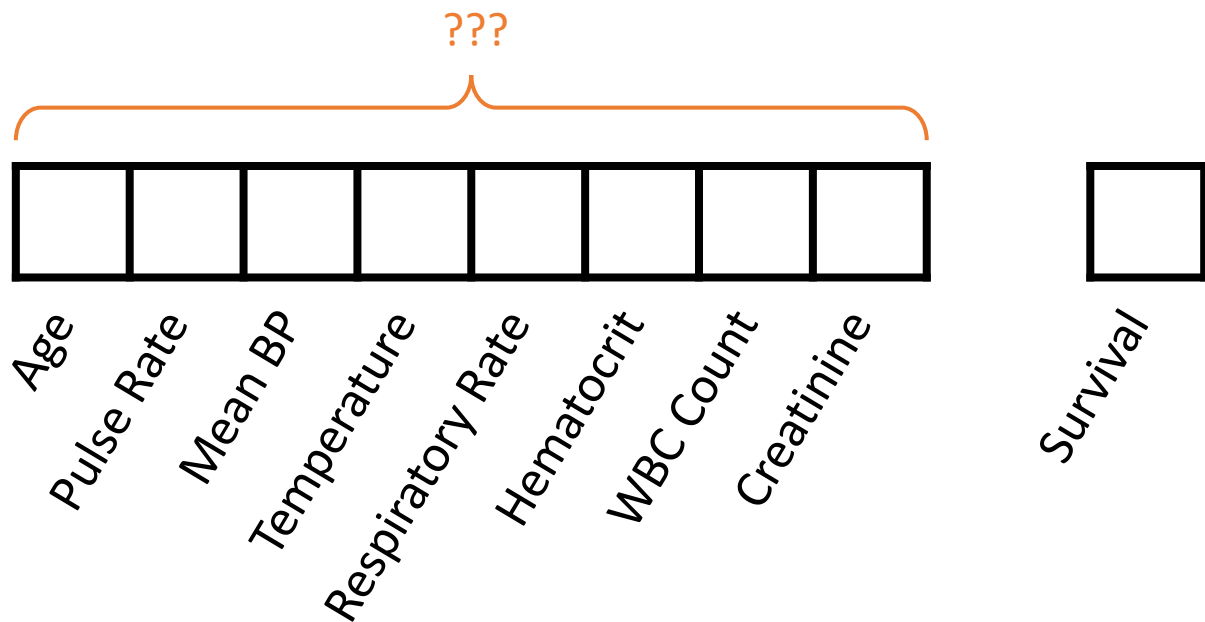 ???
Age
Pulse Rate
Mean BP
Temperature
Respiratory Rate
Hematocrit
WBC Count
Creatinine
Survival